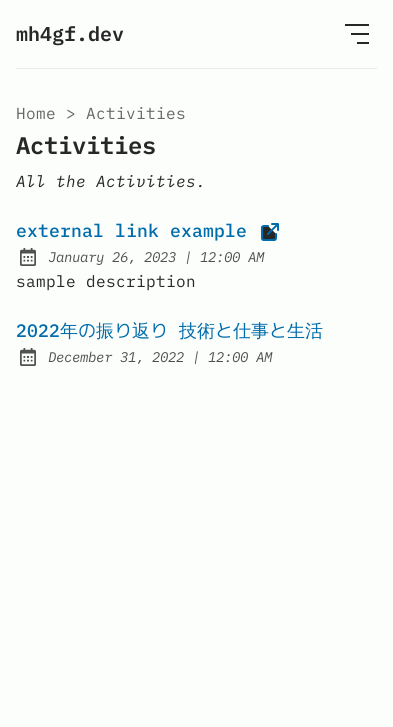 mh4gf.dev
Home > Activities
Activities
All the Activities.
external link example
January 26, 2023 | 12:00 AM
sample description
2022年の振り返り 技術と仕事と生活
December 31, 2022 | 12:00 AM